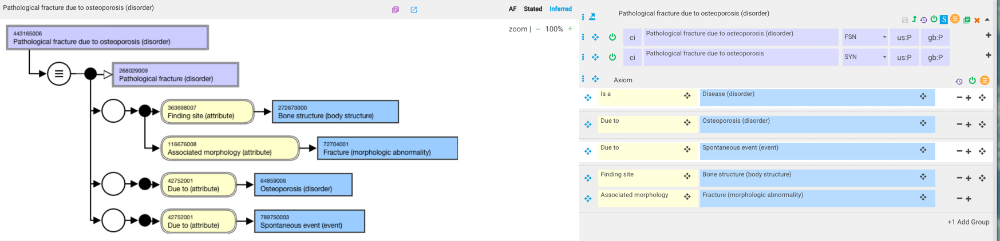 Pathological fracture due to osteoporosis (disorder)
AF Stated Inferred
zoom | − 100% +
443165006
Pathological fracture due to osteoporosis (disorder)
268029009
Pathological fracture (disorder)
363698007
Finding site (attribute)
272673000
Bone structure (body structure)
116676008
Associated morphology (attribute)
72704001
Fracture (morphologic abnormality)
42752001
Due to (attribute)
64859006
Osteoporosis (disorder)
42752001
Due to (attribute)
789750003
Spontaneous event (event)
Pathological fracture due to osteoporosis (disorder)
S
ci Pathological fracture due to osteoporosis (disorder) FSN us:P gb:P
ci Pathological fracture due to osteoporosis SYN us:P gb:P
Axiom
Is a Disease (disorder)
Due to Osteoporosis (disorder)
Due to Spontaneous event (event)
Finding site Bone structure (body structure)
Associated morphology Fracture (morphologic abnormality)
+1 Add Group